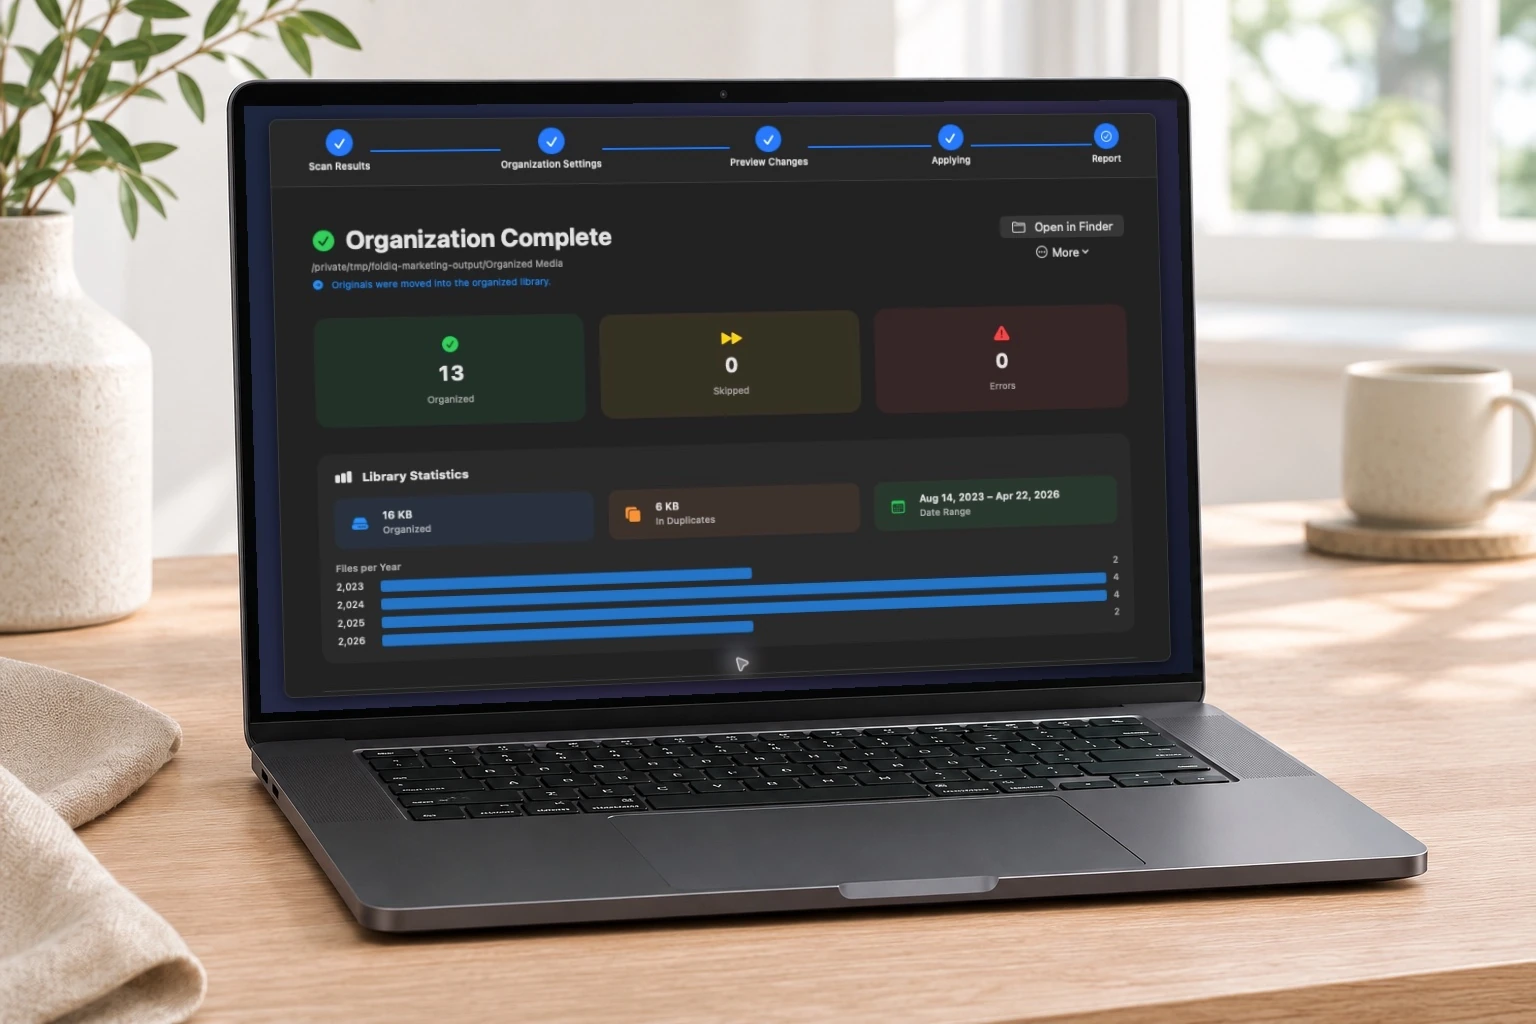 Scan Results
Organization Settings
Preview Changes
Applying
Report
Organization Complete
/private/tmp/foldiq-marketing-output/Organized Media
Originals were moved into the organized library.
Open in Finder
More
13
Organized
0
Skipped
0
Errors
Library Statistics
16 KB
Organized
6 KB
In Duplicates
Aug 14, 2023 – Apr 22, 2026
Date Range
Files per Year
2,023 2
2,024 4
2,025 4
2,026 2